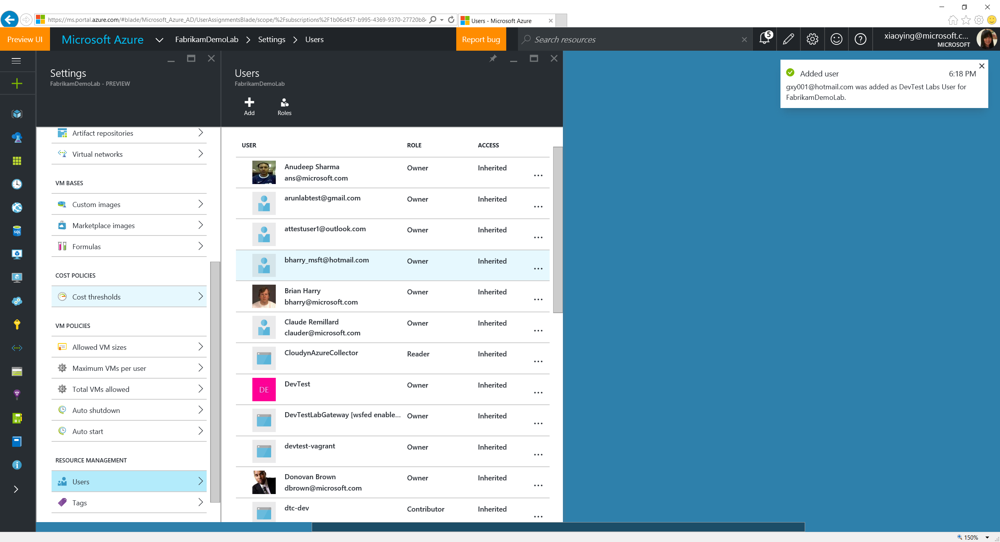 https://ms.portal.azure.com/#blade/Microsoft_Azure_AD/UserAssignmentsBlade/scope/%2Fsubscriptions%2F1b06d457-b995-4369-9370-27720b8
Users - Microsoft Azure
Preview UI
Microsoft Azure
FabrikamDemoLab
Settings
Users
Report bug
Search resources
5
xiaoying@microsoft.c...
MICROSOFT
Settings
FabrikamDemoLab - PREVIEW
Users
FabrikamDemoLab
Add
Roles
Added user
6:18 PM
gxy001@hotmail.com was added as DevTest Labs User for
FabrikamDemoLab.
Artifact repositories
Virtual networks
VM BASES
Custom images
Marketplace images
Formulas
COST POLICIES
Cost thresholds
VM POLICIES
Allowed VM sizes
Maximum VMs per user
Total VMs allowed
Auto shutdown
Auto start
RESOURCE MANAGEMENT
Users
Tags
SQL
USER ROLE ACCESS
Anudeep Sharma Owner Inherited
ans@microsoft.com
arunlabtest@gmail.com Owner Inherited
attestuser1@outlook.com Owner Inherited
bharry_msft@hotmail.com Owner Inherited
Brian Harry Owner Inherited
bharry@microsoft.com
Claude Remillard Owner Inherited
clauder@microsoft.com
CloudynAzureCollector Reader Inherited
DE DevTest Owner Inherited
DevTestLabGateway [wsfed enable... Owner Inherited
devtest-vagrant Owner Inherited
Donovan Brown Owner Inherited
dbrown@microsoft.com
dtc-dev Contributor Inherited
150%